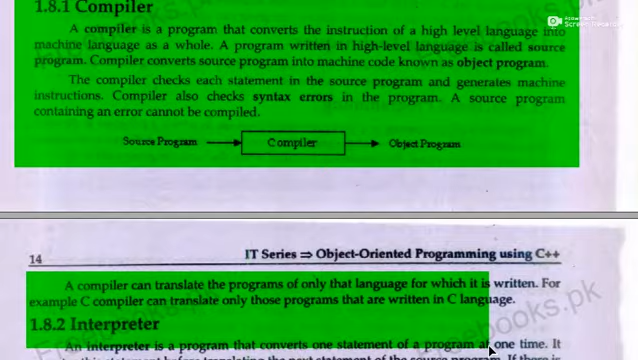 1.8.1 Compiler
A compiler is a program that converts the instruction of a high level language into
machine language as a whole. A program written in high-level language is called source
program. Compiler converts source program into machine code known as object program.
The compiler checks each statement in the source program and generates machine
instructions. Compiler also checks syntax errors in the program. A source program
containing an error cannot be compiled.
Source Program Compiler Object Program
14 IT Series ⇒ Object-Oriented Programming using C++
A compiler can translate the programs of only that language for which it is written. For
example C compiler can translate only those programs that are written in C language.
1.8.2 Interpreter
An interpreter is a program that converts one statement of a program at one time. It